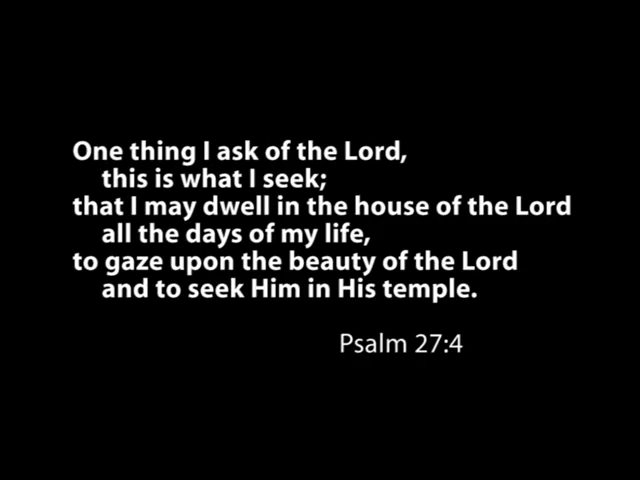 One thing I ask of the Lord,
this is what I seek;
that I may dwell in the house of the Lord
all the days of my life,
to gaze upon the beauty of the Lord
and to seek Him in His temple.
Psalm 27:4